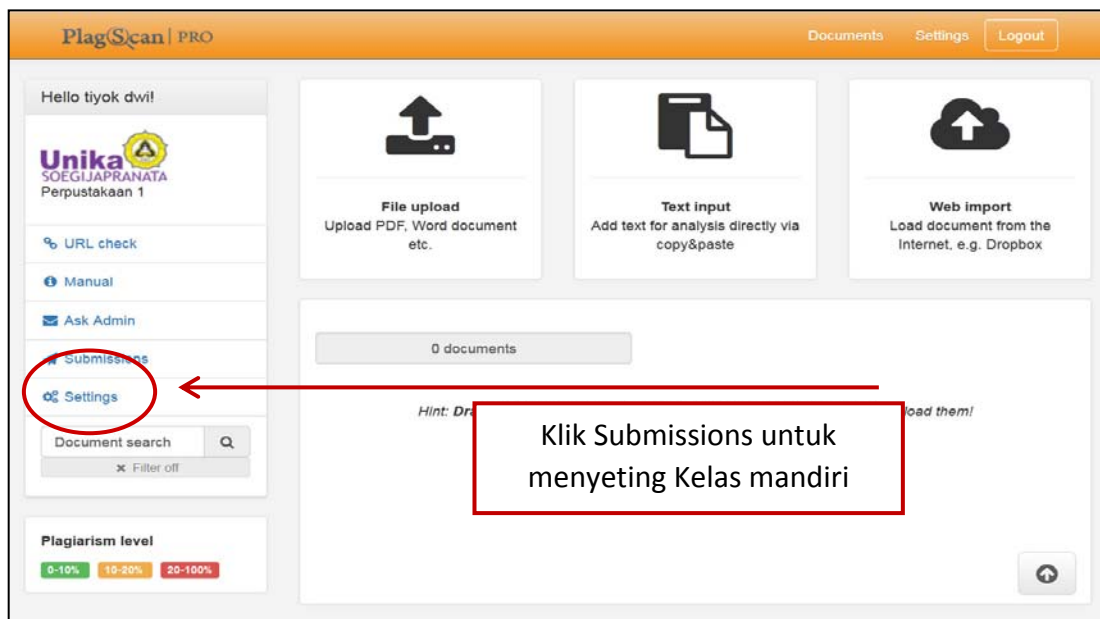 PlagScan | PRO
Documents Settings Logout
Hello tiyok dwi!
Unika
SOEGIJAPRANATA
Perpustakaan 1
URL check
Manual
Ask Admin
Submissions
Settings
Document search
Filter off
Plagiarism level
0-10% 10-20% 20-100%
File upload
Upload PDF, Word document
etc.
Text input
Add text for analysis directly via
copy&paste
Web import
Load document from the
Internet, e.g. Dropbox
0 documents
Hint: load them!
Klik Submissions untuk
menyeting Kelas mandiri